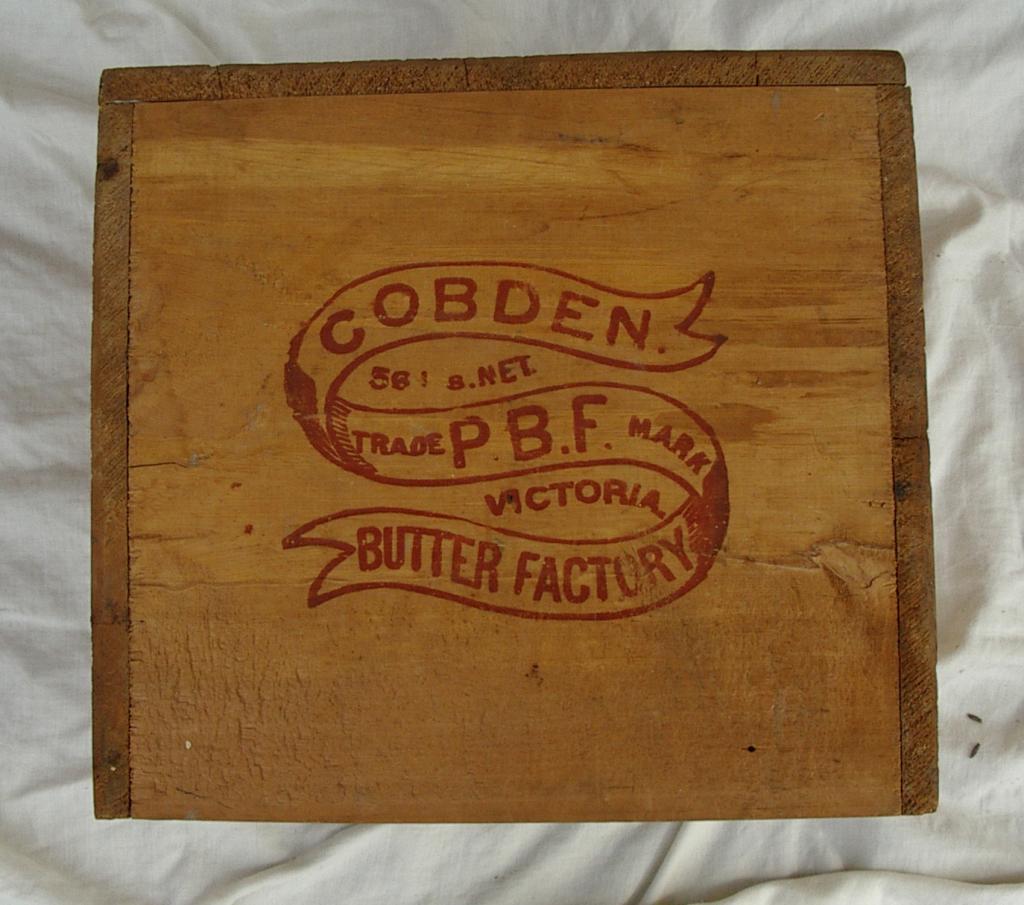 COBDEN.
56 s. NET.
TRADE P B.F. MARK
VICTORIA.
BUTTER FACTORY